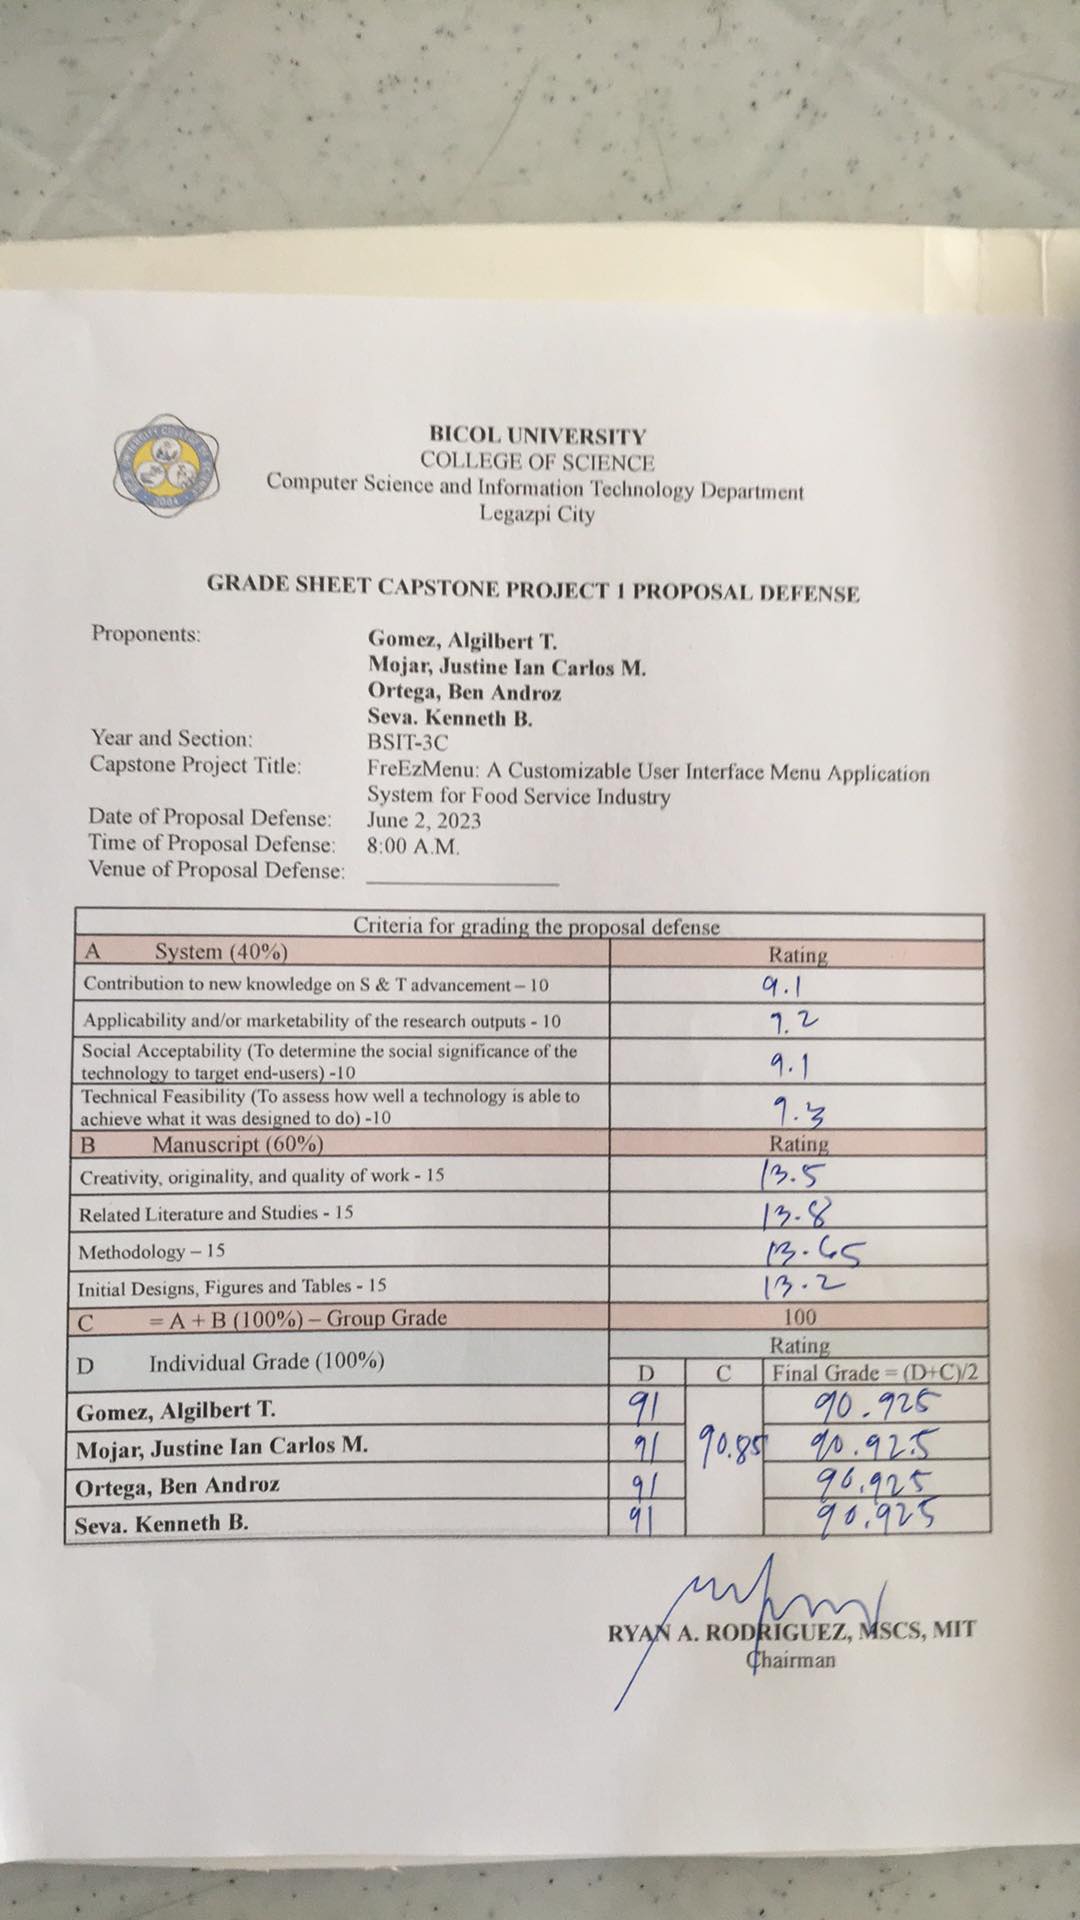 BICOL UNIVERSITY
COLLEGE OF SCIENCE
Computer Science and Information Technology Department
Legazpi City
GRADE SHEET CAPSTONE PROJECT 1 PROPOSAL DEFENSE
Proponents: Gomez, Algilbert T.
Mojar, Justine Ian Carlos M.
Ortega, Ben Androz
Seva. Kenneth B.
Year and Section: BSIT-3C
Capstone Project Title: FreEzMenu: A Customizable User Interface Menu Application
System for Food Service Industry
Date of Proposal Defense: June 2, 2023
Time of Proposal Defense: 8:00 A.M.
Venue of Proposal Defense:
Criteria for grading the proposal defense
A System (40%) Rating
Contribution to new knowledge on S & T advancement – 10 9.1
Applicability and/or marketability of the research outputs - 10 9.2
Social Acceptability (To determine the social significance of the
technology to target end-users) -10 9.1
Technical Feasibility (To assess how well a technology is able to
achieve what it was designed to do) -10 9.3
B Manuscript (60%) Rating
Creativity, originality, and quality of work - 15 13.5
Related Literature and Studies - 15 13.8
Methodology – 15 13.65
Initial Designs, Figures and Tables - 15 13.2
C = A + B (100%) – Group Grade 100
D Individual Grade (100%) Rating
D C Final Grade = (D+C)/2
Gomez, Algilbert T. 91 90.925
Mojar, Justine Ian Carlos M. 91 90.85 90.925
Ortega, Ben Androz 91 90.925
Seva. Kenneth B. 91 90.925
RYAN A. RODRIGUEZ, MSCS, MIT
Chairman